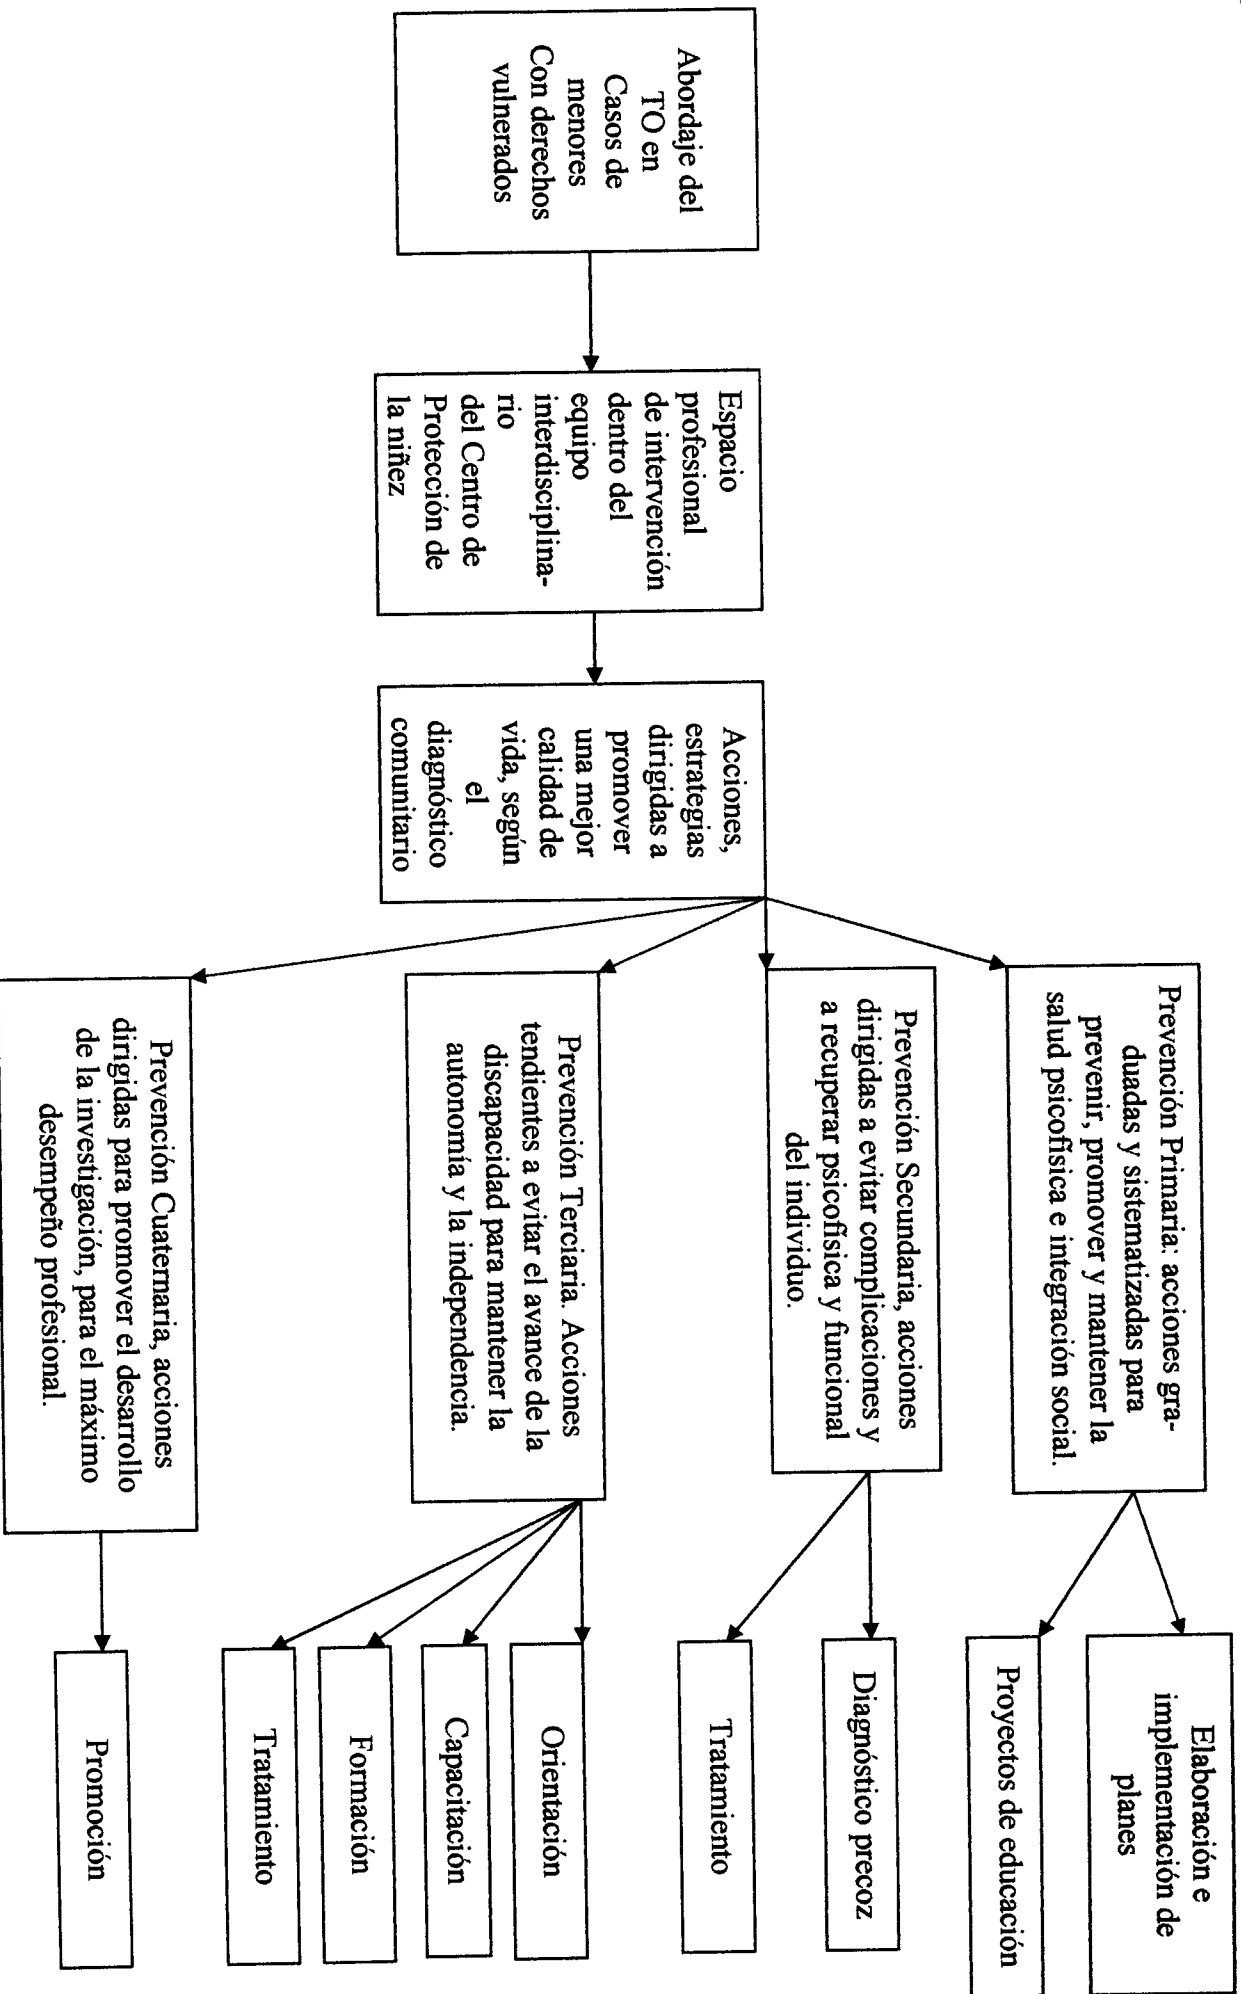 Abordaje del
TO en
Casos de
menores
Con derechos
vulnerados
Espacio
profesional
de intervención
dentro del
equipo
interdisciplina-
rio
del Centro de
Protección de
la niñez
Acciones,
estrategias
dirigidas a
promover
una mejor
calidad de
vida, según
el
diagnóstico
comunitario
Prevención Primaria: acciones gra-
duadas y sistematizadas para
prevenir, promover y mantener la
salud psicofísica e integración social.
Elaboración e
implementación de
planes
Proyectos de educación
Prevención Secundaria, acciones
dirigidas a evitar complicaciones y
a recuperar psicofísica y funcional
del individuo.
Diagnóstico precoz
Tratamiento
Prevención Terciaria. Acciones
tendientes a evitar el avance de la
discapacidad para mantener la
autonomía y la independencia.
Orientación
Capacitación
Formación
Tratamiento
Prevención Cuaternaria, acciones
dirigidas para promover el desarrollo
de la investigación, para el máximo
desempeño profesional.
Promoción